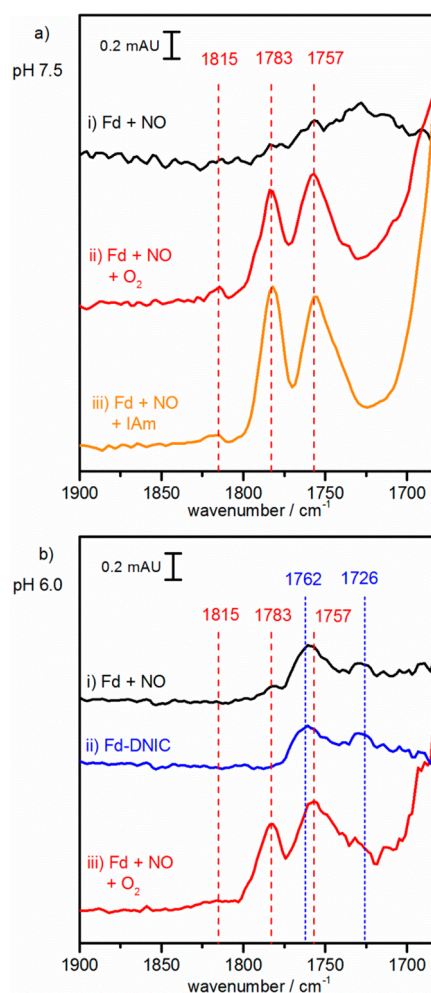 a)
0.2 mAU
pH 7.5
1815 1783 1757
i) Fd + NO
ii) Fd + NO
+ O₂
iii) Fd + NO
+ IAm
1900 1850 1800 1750 1700
wavenumber / cm⁻¹
b)
0.2 mAU
pH 6.0
1762 1726
1815 1783 1757
i) Fd + NO
ii) Fd-DNIC
iii) Fd + NO
+ O₂
1900 1850 1800 1750 1700
wavenumber / cm⁻¹